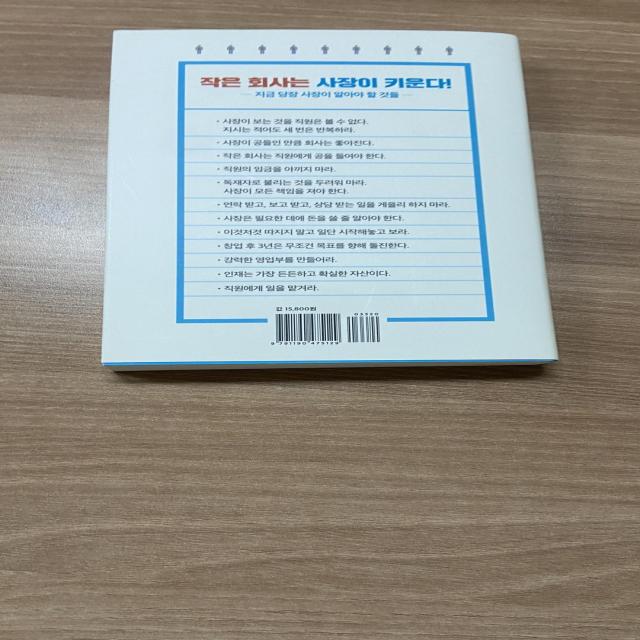 작은 회사는 사장이 키운다!
— 지금 당장 사장이 알아야 할 것들 —
• 사장이 보는 것을 직원은 볼 수 없다.
지시는 적어도 세 번은 반복하라.
• 사장이 공들인 만큼 회사는 좋아진다.
• 작은 회사는 직원에게 공을 들여야 한다.
• 직원의 임금을 아끼지 마라.
• 독재자로 불리는 것을 두려워 마라.
사장이 모든 책임을 져야 한다.
• 연락 받고, 보고 받고, 상담 받는 일을 게을리 하지 마라.
• 사장은 필요한 데에 돈을 쓸 줄 알아야 한다.
• 이것저것 따지지 말고 일단 시작해놓고 보라.
• 창업 후 3년은 무조건 목표를 향해 돌진한다.
• 강력한 영업부를 만들어라.
• 인재는 가장 든든하고 확실한 자산이다.
• 직원에게 일을 맡겨라.
값 15,800원
03320
9 791190 475129